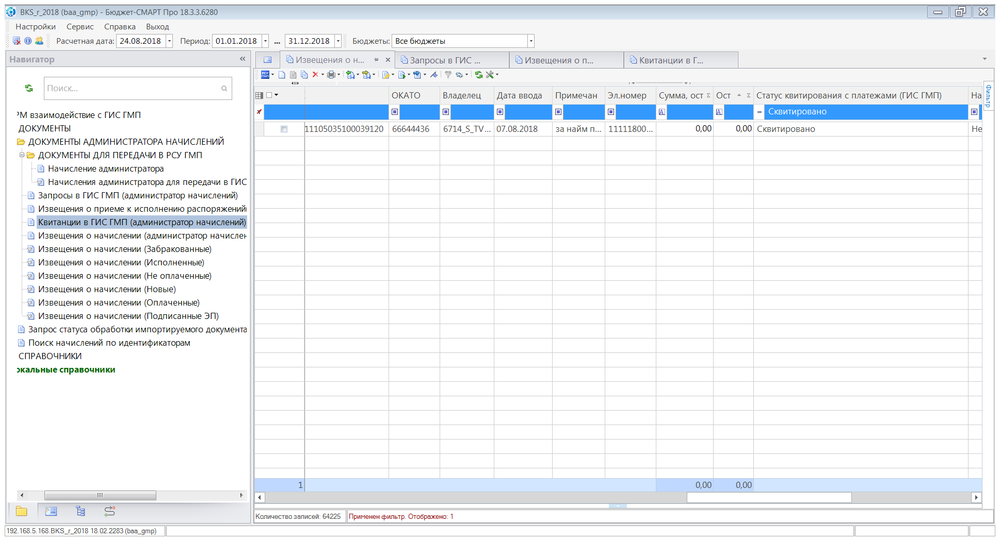 BKS_r_2018 (baa_gmp) - Бюджет-СМАРТ Про 18.3.3.6280
Настройки Сервис Справка Выход
Расчетная дата: 24.08.2018 Период: 01.01.2018 ... 31.12.2018 Бюджеты: Все бюджеты
Навигатор
Поиск...
РМ взаимодействие с ГИС ГМП
ДОКУМЕНТЫ
ДОКУМЕНТЫ АДМИНИСТРАТОРА НАЧИСЛЕНИЙ
ДОКУМЕНТЫ ДЛЯ ПЕРЕДАЧИ В РСУ ГМП
Начисление администратора
Начисления администратора для передачи в ГИС
Запросы в ГИС ГМП (администратор начислений)
Извещения о приеме к исполнению распоряжений
Квитанции в ГИС ГМП (администратор начислений)
Извещения о начислении (администратор начислен
Извещения о начислении (Забракованные)
Извещения о начислении (Исполненные)
Извещения о начислении (Не оплаченные)
Извещения о начислении (Новые)
Извещения о начислении (Оплаченные)
Извещения о начислении (Подписанные ЭП)
Запрос статуса обработки импортируемого документа
Поиск начислений по идентификаторам
СПРАВОЧНИКИ
окальные справочники
Извещения о н... Запросы в ГИС ... Извещения о п... Квитанции в Г...
РСУ ГМП
ОКАТО Владелец Дата ввода Примечан Эл.номер Сумма, ост Σ Ост Σ Статус квитирования с платежами (ГИС ГМП) На
A A = Сквитировано
11105035100039120 66644436 6714_S_TV... 07.08.2018 за найм п... 11111800... 0,00 0,00 Сквитировано Не
1 0,00 0,00
Фильтр
Количество записей: 64225 Применен фильтр. Отображено: 1
192.168.5.168.BKS_r_2018 18.02.2283 (baa_gmp)